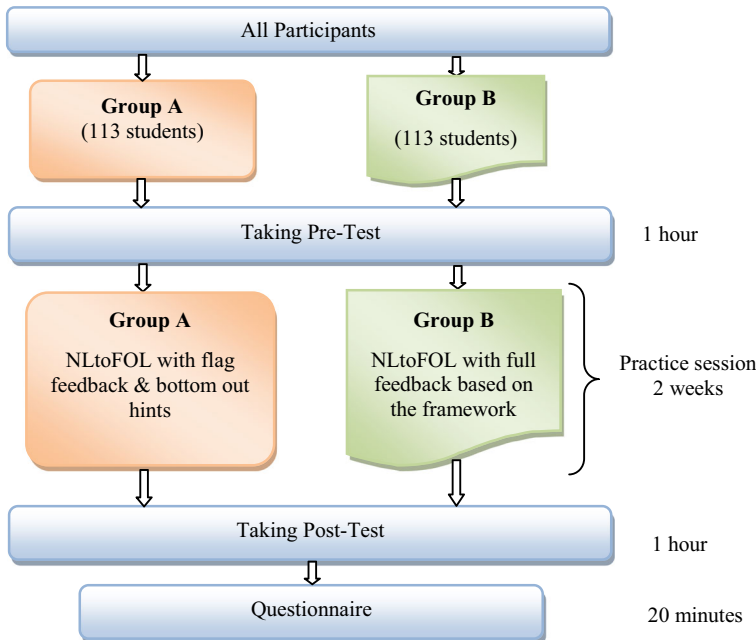 All Participants
Group A
(113 students)
Group B
(113 students)
Taking Pre-Test
1 hour
Group A
NLtoFOL with flag
feedback & bottom out
hints
Group B
NLtoFOL with full
feedback based on
the framework
Practice session
2 weeks
Taking Post-Test
1 hour
Questionnaire
20 minutes